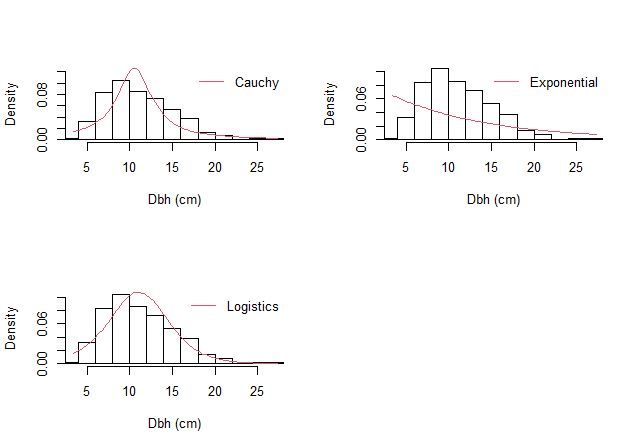 Cauchy
Density
0.00 0.08
5 10 15 20 25
Dbh (cm)
Exponential
Density
0.00 0.06
5 10 15 20 25
Dbh (cm)
Logistics
Density
0.00 0.06
5 10 15 20 25
Dbh (cm)